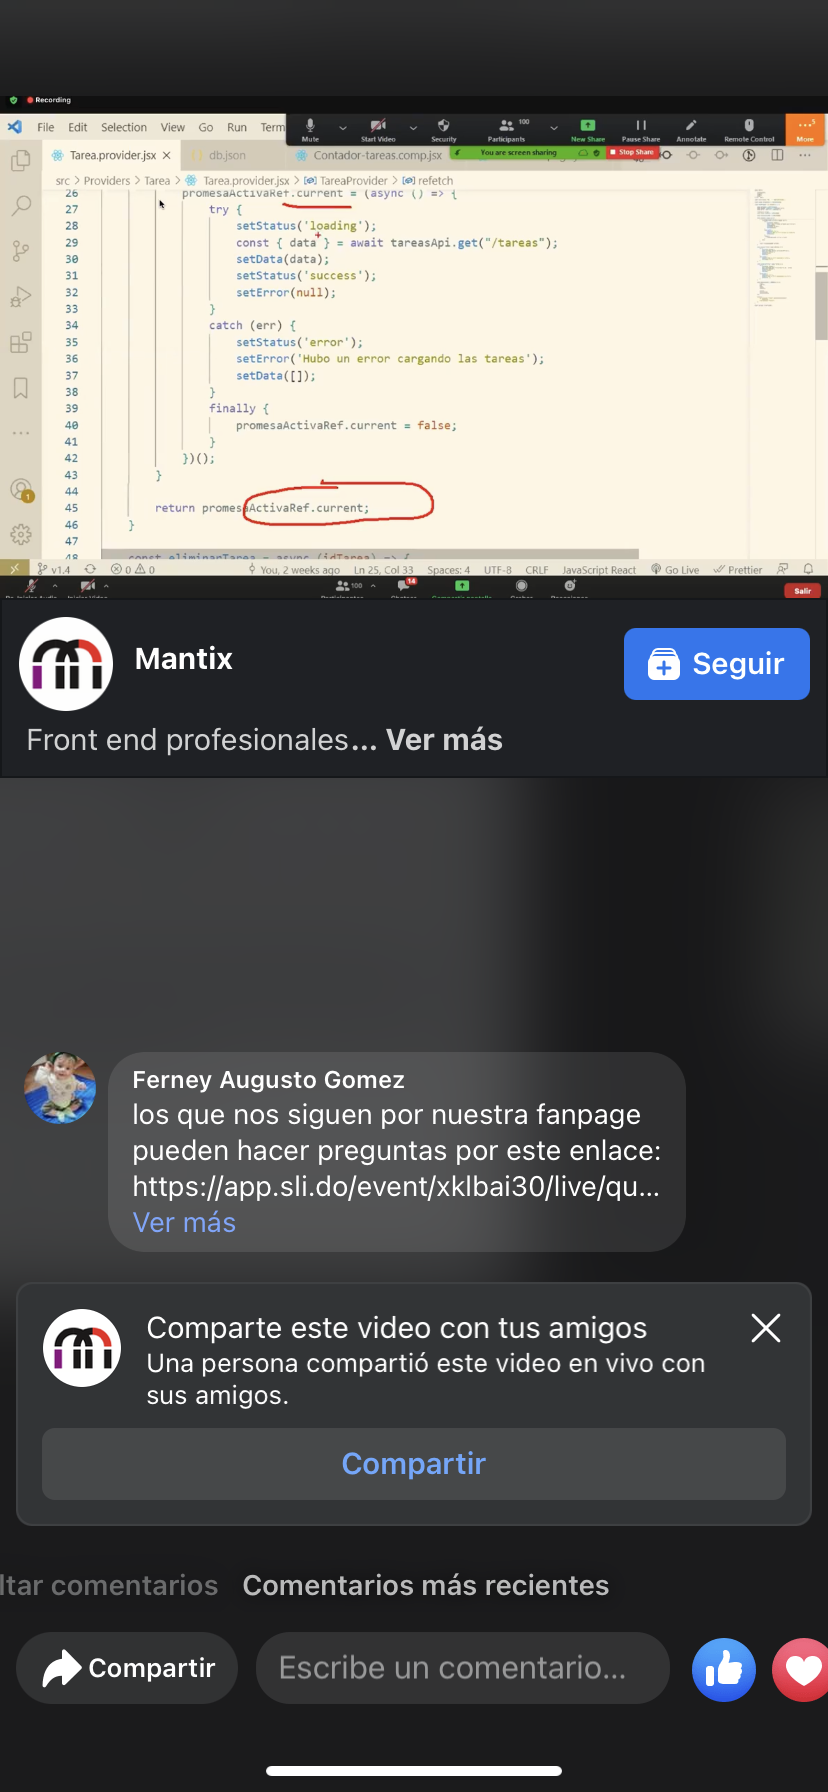 Recording
File Edit Selection View Go Run Term
Mute Start Video Security Participants 100 New Share Pause Share Annotate Remote Control More
You are screen sharing Stop Share
Tarea.provider.jsx db.json Contador-tareas.comp.jsx
src > Providers > Tarea > Tarea.provider.jsx > TareaProvider > refetch
26 promesaActivaRef.current = (async () => {
27 try {
28 setStatus('loading');
29 const { data } = await tareasApi.get("/tareas");
30 setData(data);
31 setStatus('success');
32 setError(null);
33 }
34 catch (err) {
35 setStatus('error');
36 setError('Hubo un error cargando las tareas');
37 setData([]);
38 }
39 finally {
40 promesaActivaRef.current = false;
41 }
42 })();
43 }
44
45 return promesaActivaRef.current;
46 }
47
48 const eliminarTarea = async (idTarea) => {
1
v1.4 0 0 You, 2 weeks ago Ln 25, Col 33 Spaces: 4 UTF-8 CRLF JavaScript React Go Live Prettier
100 14 Salir
Mantix
Seguir
Front end profesionales... Ver más
Ferney Augusto Gomez
los que nos siguen por nuestra fanpage
pueden hacer preguntas por este enlace:
https://app.sli.do/event/xklbai30/live/qu...
Ver más
Comparte este video con tus amigos
Una persona compartió este video en vivo con
sus amigos.
Compartir
ltar comentarios Comentarios más recientes
Compartir Escribe un comentario...